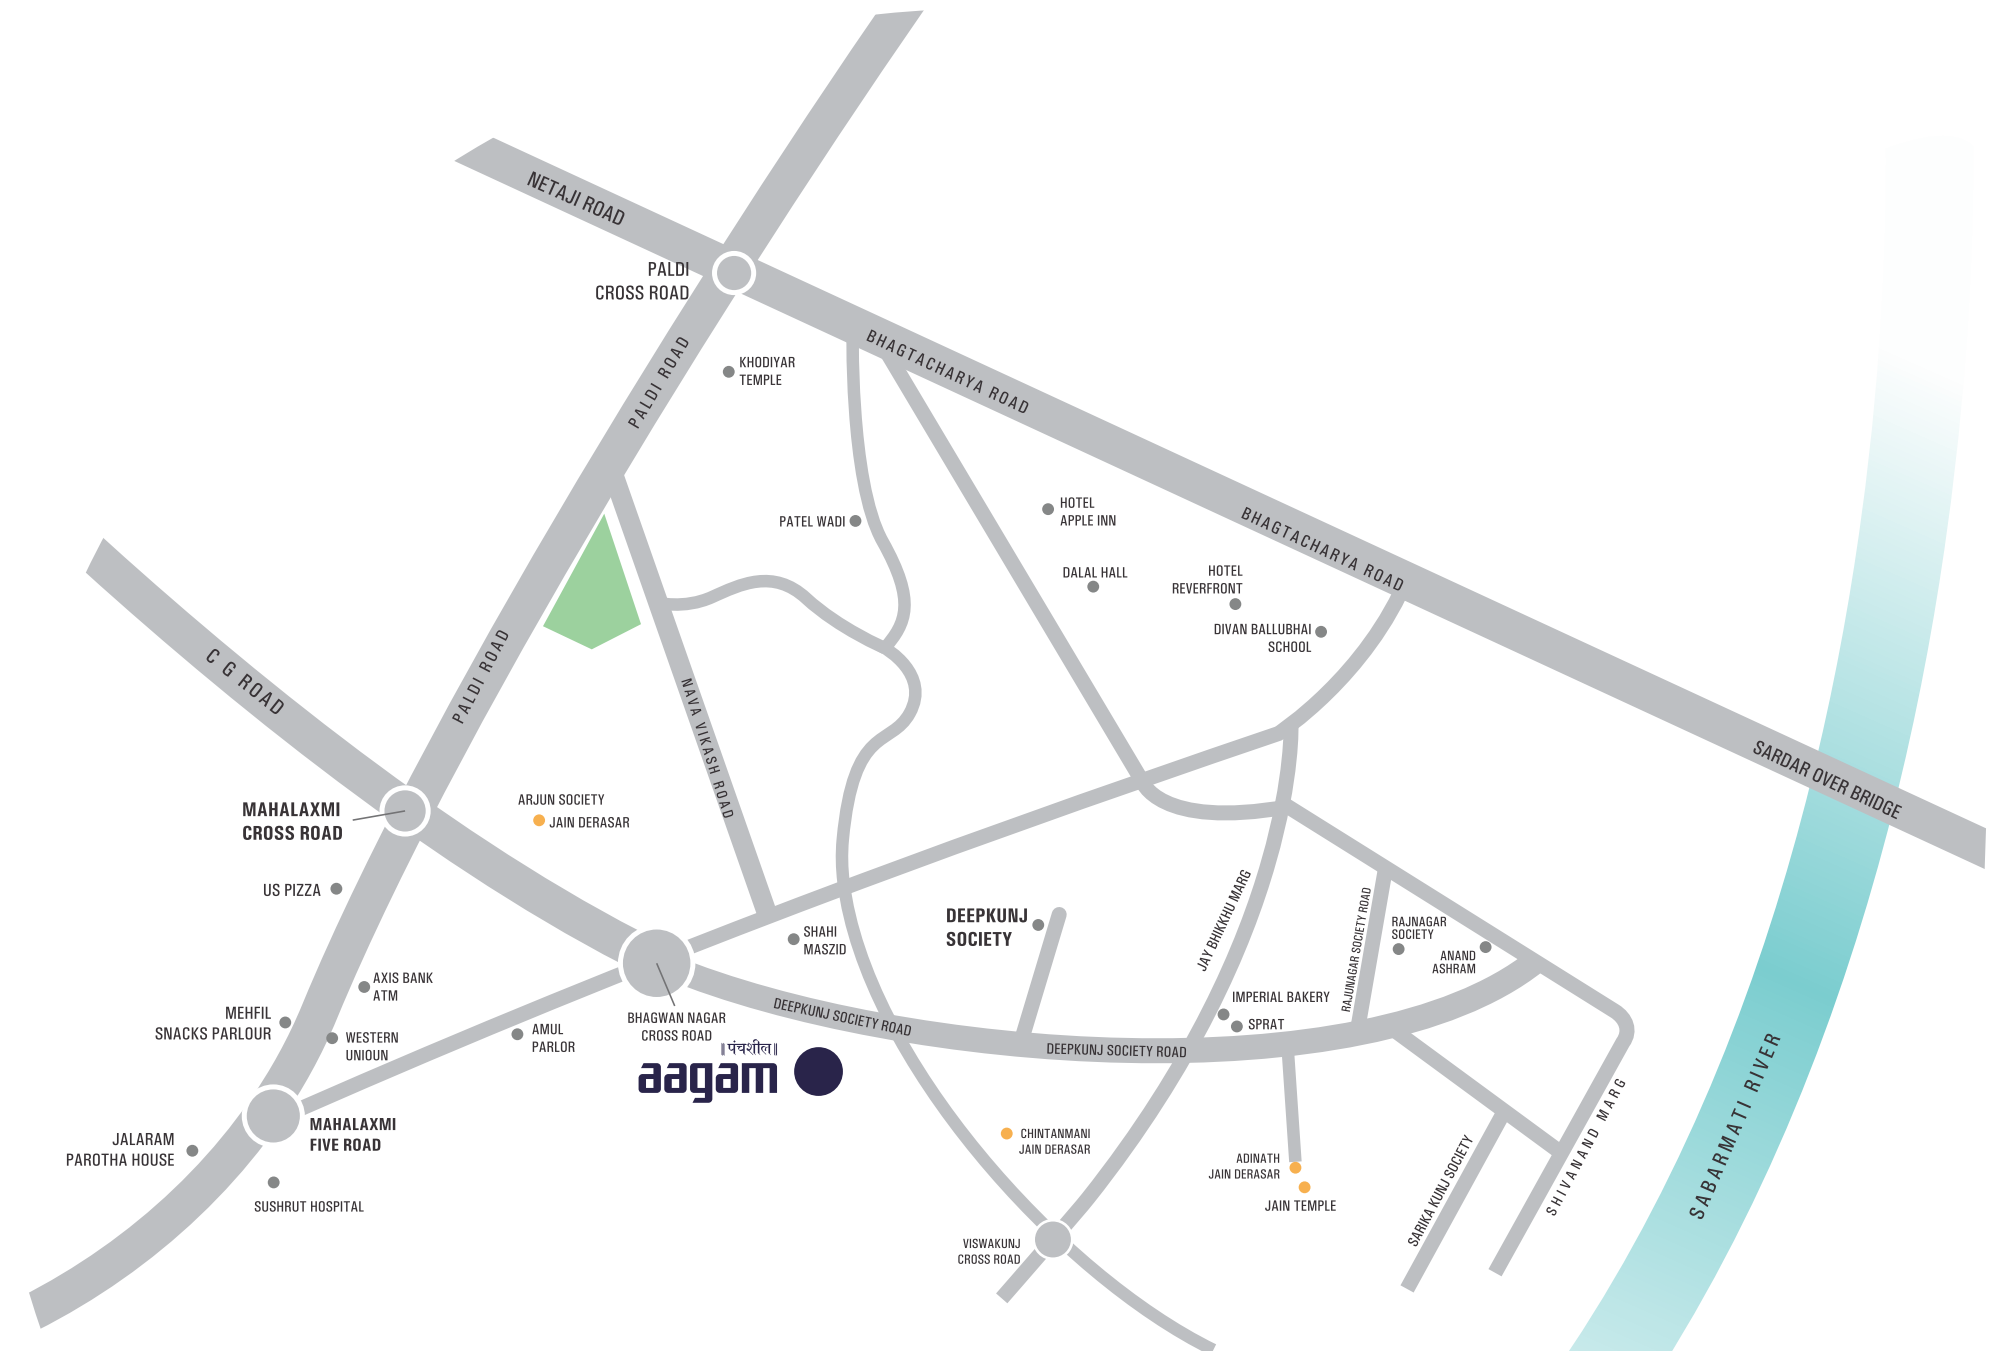 NETAJI ROAD
PALDI
CROSS ROAD
PALDI ROAD
KHODIYAR
TEMPLE
BHAGTACHARYA ROAD
PATEL WADI
HOTEL
APPLE INN
BHAGTACHARYA ROAD
DALAL HALL
HOTEL
REVERFRONT
DIVAN BALLUBHAI
SCHOOL
C G ROAD
PALDI ROAD
NAVA VIKASH ROAD
SARDAR OVER BRIDGE
MAHALAXMI
CROSS ROAD
ARJUN SOCIETY
JAIN DERASAR
US PIZZA
SHAHI
MASZID
DEEPKUNJ
SOCIETY
JAY BHIKKHU MARG
RAJUNAGAR SOCIETY ROAD
RAJNAGAR
SOCIETY
ANAND
ASHRAM
AXIS BANK
ATM
MEHFIL
SNACKS PARLOUR
WESTERN
UNIOUN
AMUL
PARLOR
BHAGWAN NAGAR
CROSS ROAD
DEEPKUNJ SOCIETY ROAD
DEEPKUNJ SOCIETY ROAD
IMPERIAL BAKERY
SPRAT
॥पंचशील॥
aagam
MAHALAXMI
FIVE ROAD
JALARAM
PAROTHA HOUSE
SUSHRUT HOSPITAL
CHINTANMANI
JAIN DERASAR
ADINATH
JAIN DERASAR
JAIN TEMPLE
VISWAKUNJ
CROSS ROAD
SARIKA KUNJ SOCIETY
SHIVANAND MARG
SABARMATI RIVER